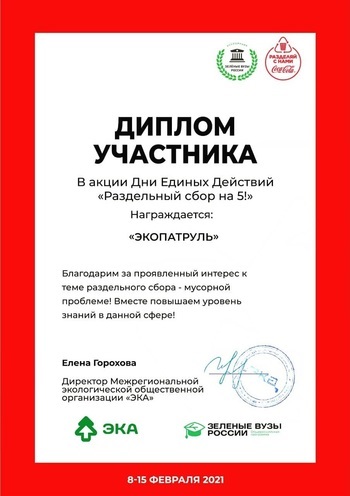 ЗЕЛЕНЫЕ ВУЗЫ
РОССИИ
РАЗДЕЛЯЙ
С НАМИ
Coca-Cola
ДИПЛОМ
УЧАСТНИКА
В акции Дни Единых Действий
«Раздельный сбор на 5!»
Награждается:
«ЭКОПАТРУЛЬ»
Благодарим за проявленный интерес к
теме раздельного сбора - мусорной
проблеме! Вместе повышаем уровень
знаний в данной сфере!
Елена Горохова
Директор Межрегиональной
экологической общественной
организации «ЭКА»
ЭКА
ЗЕЛЕНЫЕ ВУЗЫ
РОССИИ
8-15 ФЕВРАЛЯ 2021